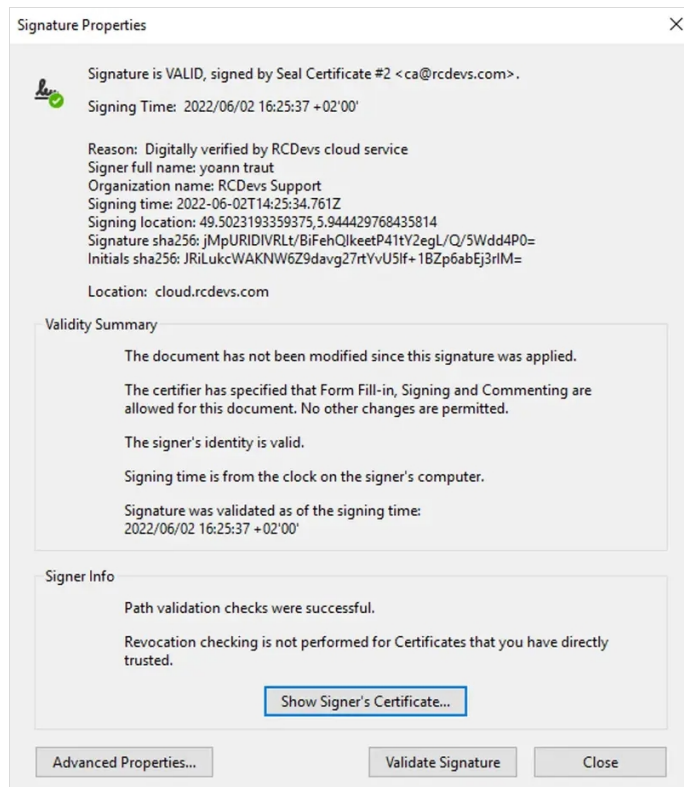 Signature Properties
Signature is VALID, signed by Seal Certificate #2 <ca@rcdevs.com>.
Signing Time: 2022/06/02 16:25:37 +02'00'
Reason: Digitally verified by RCDevs cloud service
Signer full name: yoann traut
Organization name: RCDevs Support
Signing time: 2022-06-02T14:25:34.761Z
Signing location: 49.5023193359375,5.944429768435814
Signature sha256: jMpURIDIVRLt/BiFehQIkeetP41tY2egL/Q/5Wdd4P0=
Initials sha256: JRiLukcWAKNW6Z9davg27rtYvU5lf+1BZp6abEj3rIM=
Location: cloud.rcdevs.com
Validity Summary
The document has not been modified since this signature was applied.
The certifier has specified that Form Fill-in, Signing and Commenting are
allowed for this document. No other changes are permitted.
The signer's identity is valid.
Signing time is from the clock on the signer's computer.
Signature was validated as of the signing time:
2022/06/02 16:25:37 +02'00'
Signer Info
Path validation checks were successful.
Revocation checking is not performed for Certificates that you have directly
trusted.
Show Signer's Certificate...
Advanced Properties...
Validate Signature
Close